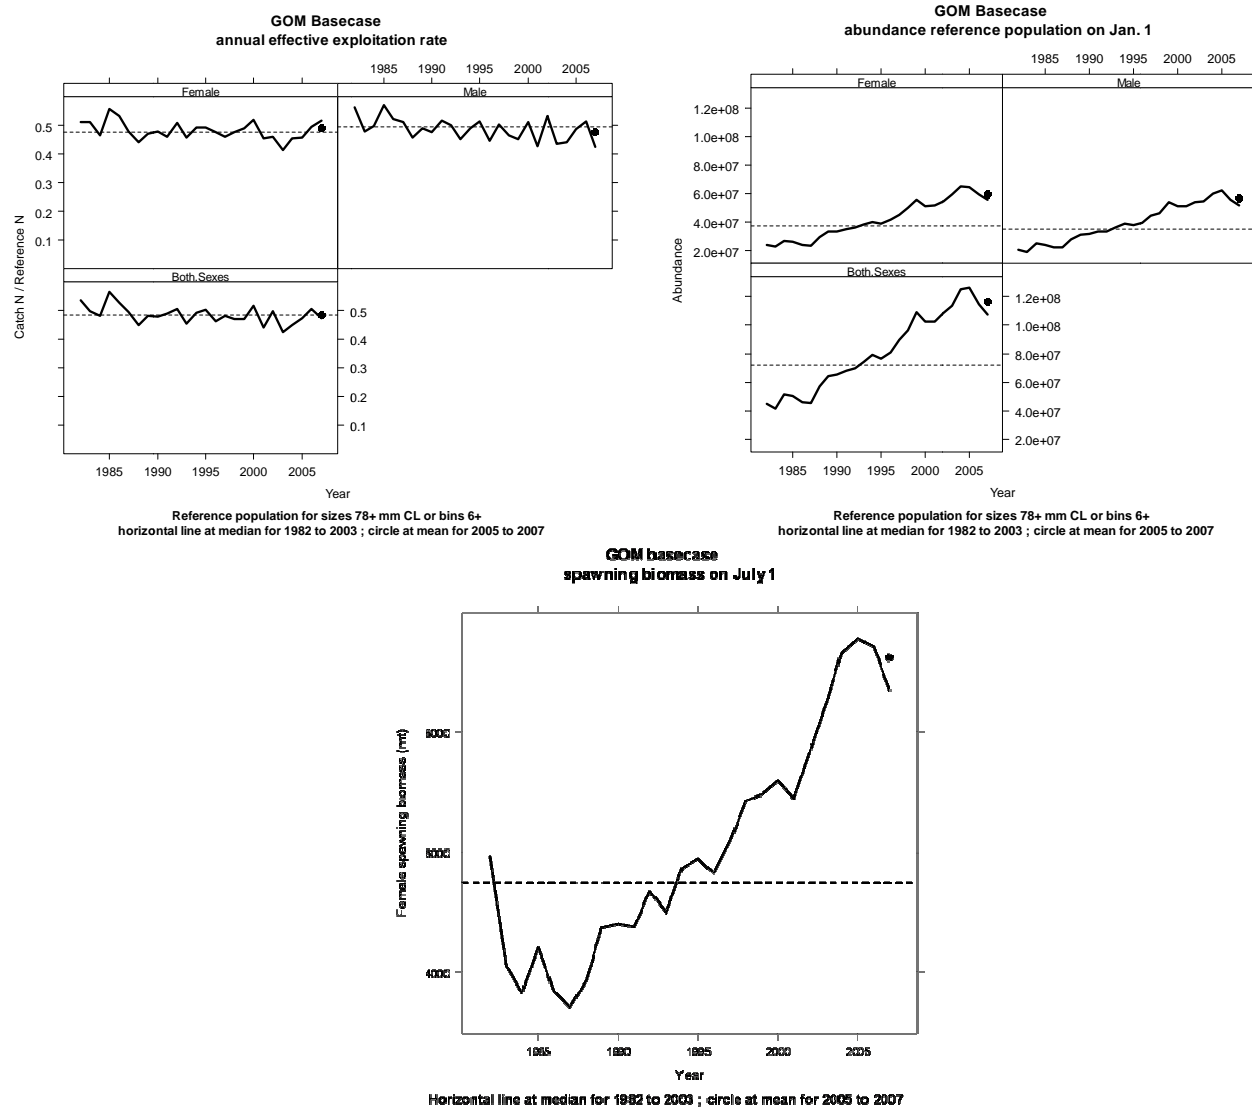 GOM Basecase
annual effective exploitation rate
1985 1990 1995 2000 2005
Female Male
0.5
0.4
0.3
0.2
0.1
Both.Sexes
0.5
0.4
0.3
0.2
0.1
Catch N / Reference N
1985 1990 1995 2000 2005
Year
Reference population for sizes 78+ mm CL or bins 6+
horizontal line at median for 1982 to 2003 ; circle at mean for 2005 to 2007
GOM Basecase
abundance reference population on Jan. 1
1985 1990 1995 2000 2005
Female Male
1.2e+08
1.0e+08
8.0e+07
6.0e+07
4.0e+07
2.0e+07
Both.Sexes
1.2e+08
1.0e+08
8.0e+07
6.0e+07
4.0e+07
2.0e+07
Abundance
1985 1990 1995 2000 2005
Year
Reference population for sizes 78+ mm CL or bins 6+
horizontal line at median for 1982 to 2003 ; circle at mean for 2005 to 2007
GOM basecase
spawning biomass on July 1
6000
5000
4000
Female spawning biomass (mt)
1985 1990 1995 2000 2005
Year
Horizontal line at median for 1982 to 2003 ; circle at mean for 2005 to 2007